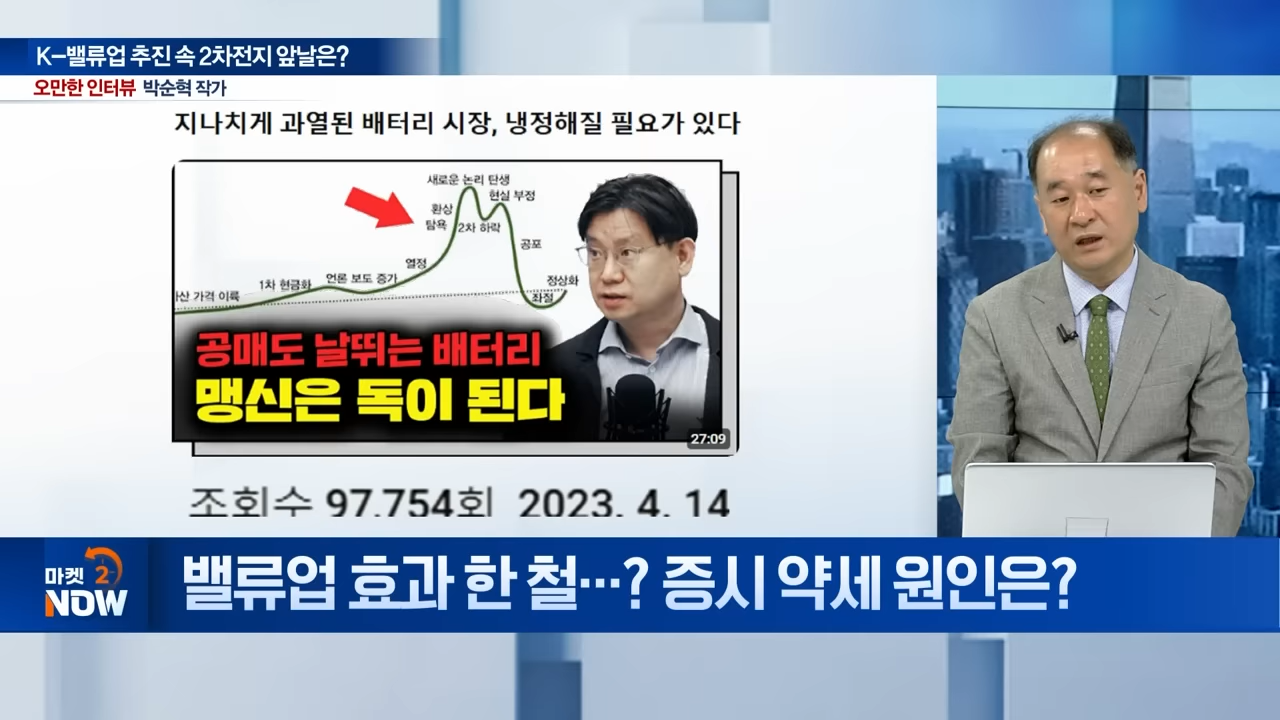 K-밸류업 추진 속 2차전지 앞날은?
오만한 인터뷰 박순혁 작가
지나치게 과열된 배터리 시장, 냉정해질 필요가 있다
새로운 논리 탄생
현실 부정
환상
탐욕
2차 하락
공포
열정
언론 보도 증가
1차 현금화
정상화
좌절
산 가격 이륙
공매도 날뛰는 배터리
맹신은 독이 된다
27:09
조회수 97,754회 2023. 4. 14
마켓 2
NOW
밸류업 효과 한 철…? 증시 약세 원인은?